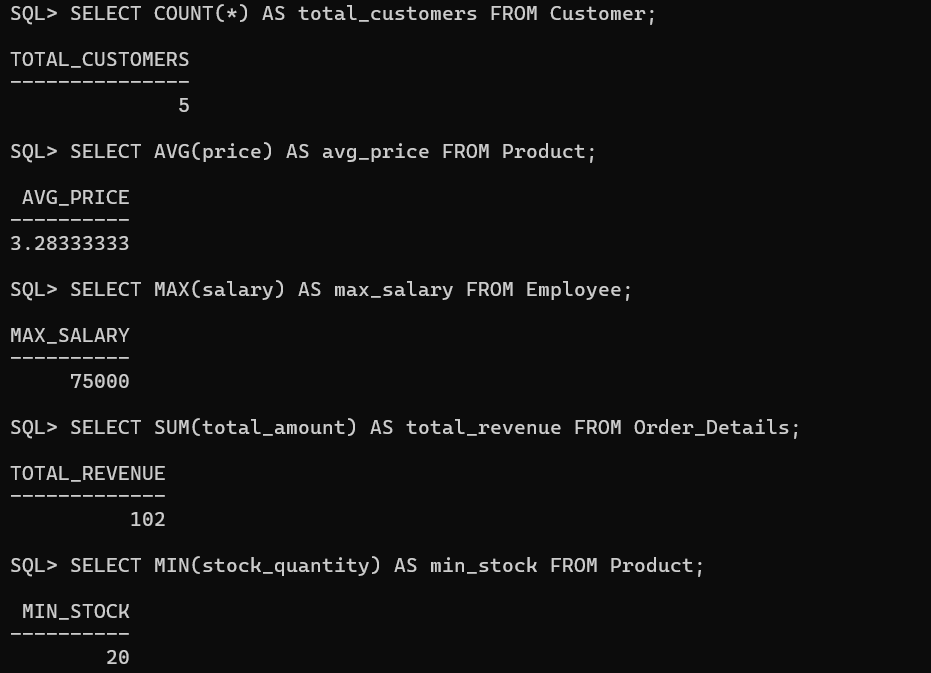 SQL> SELECT COUNT(*) AS total_customers FROM Customer;
TOTAL_CUSTOMERS
---------------
5
SQL> SELECT AVG(price) AS avg_price FROM Product;
AVG_PRICE
----------
3.28333333
SQL> SELECT MAX(salary) AS max_salary FROM Employee;
MAX_SALARY
----------
75000
SQL> SELECT SUM(total_amount) AS total_revenue FROM Order_Details;
TOTAL_REVENUE
-------------
102
SQL> SELECT MIN(stock_quantity) AS min_stock FROM Product;
MIN_STOCK
----------
20